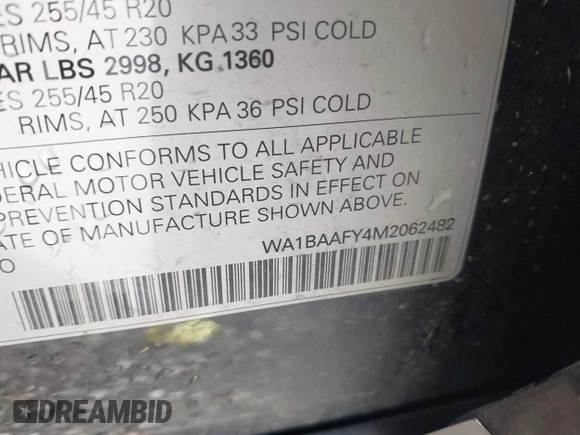 ES 255/45 R20
RIMS, AT 230 KPA 33 PSI COLD
AR LBS 2998, KG 1360
ES 255/45 R20
RIMS, AT 250 KPA 36 PSI COLD
HICLE CONFORMS TO ALL APPLICABLE
DERAL MOTOR VEHICLE SAFETY AND
PREVENTION STANDARDS IN EFFECT ON
ATE OF MANUFACTURE SHOWN ABOVE.
WA1BAAFY4M2062482
O
DREAMBID